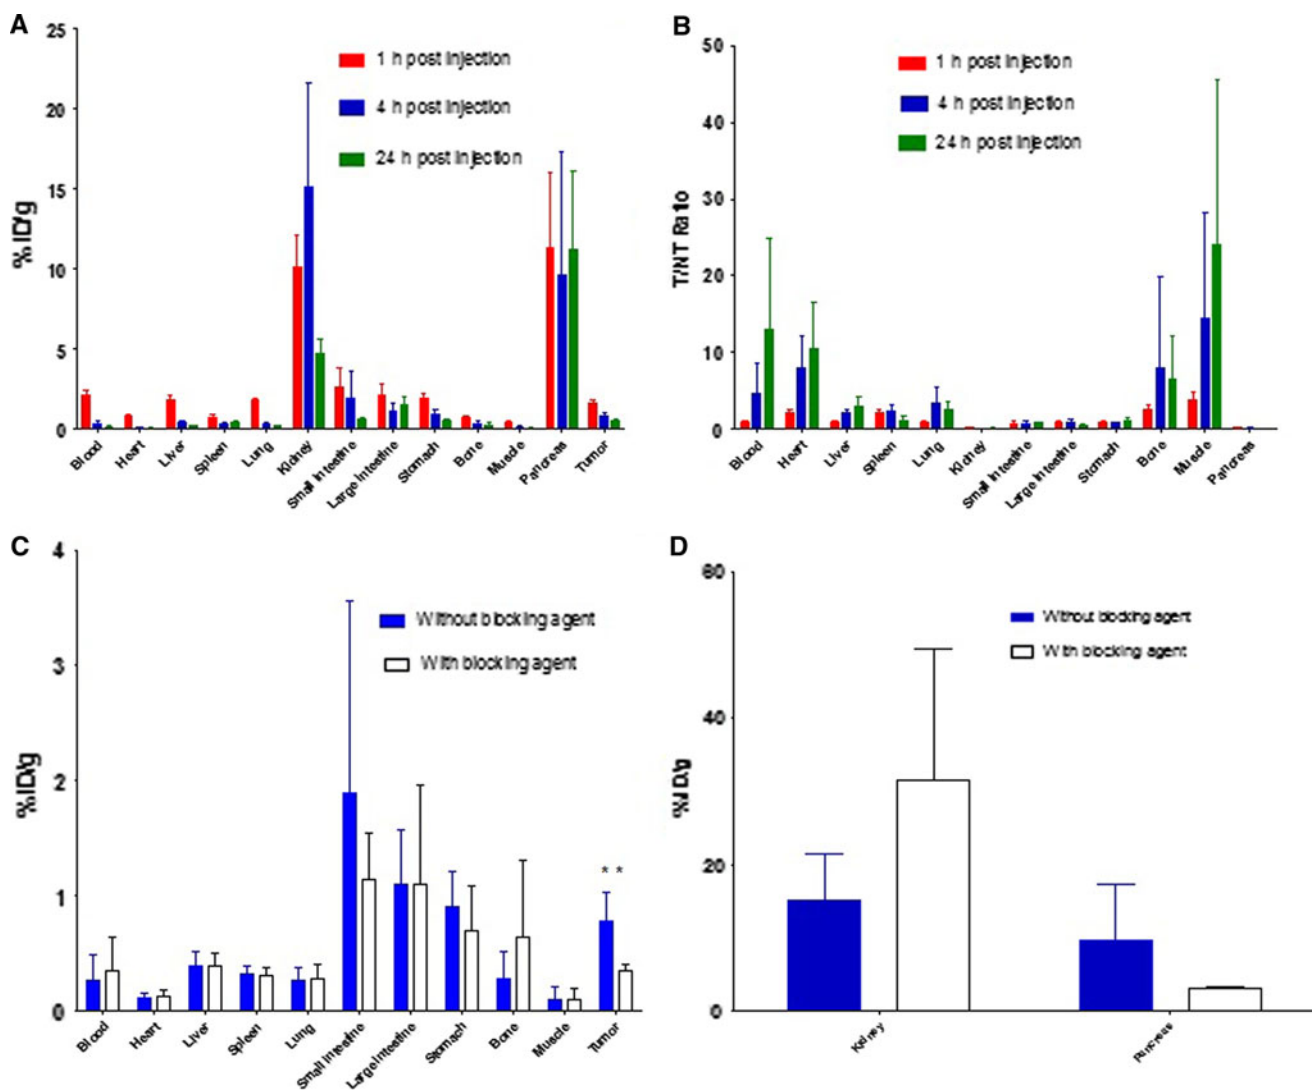 A
25
20
15
10
5
0
% ID/g
1 h post injection
4 h post injection
24 h post injection
Blood
Heart
Liver
Spleen
Lung
Kidney
Small Intestine
Large Intestine
Stomach
Bone
Muscle
Pancreas
Tumor
B
50
40
30
20
10
0
T/NT Ratio
1 h post injection
4 h post injection
24 h post injection
Blood
Heart
Liver
Spleen
Lung
Kidney
Small Intestine
Large Intestine
Stomach
Bone
Muscle
Pancreas
C
4
3
2
1
0
%ID/g
Without blocking agent
With blocking agent
* *
Blood
Heart
Liver
Spleen
Lung
Small Intestine
Large Intestine
Stomach
Bone
Muscle
Tumor
D
60
40
20
0
%ID/g
Without blocking agent
With blocking agent
Kidney
Pancreas